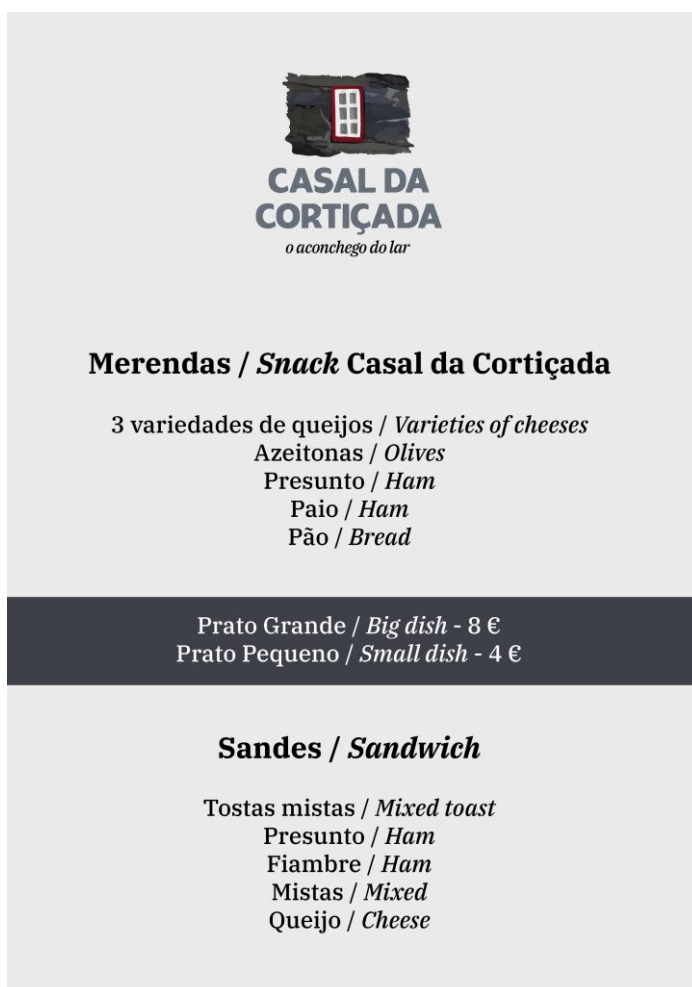 CASAL DA
CORTIÇADA
o aconchego do lar
Merendas / Snack Casal da Cortiçada
3 variedades de queijos / Varieties of cheeses
Azeitonas / Olives
Presunto / Ham
Paio / Ham
Pão / Bread
Prato Grande / Big dish - 8 €
Prato Pequeno / Small dish - 4 €
Sandes / Sandwich
Tostas mistas / Mixed toast
Presunto / Ham
Fiambre / Ham
Mistas / Mixed
Queijo / Cheese